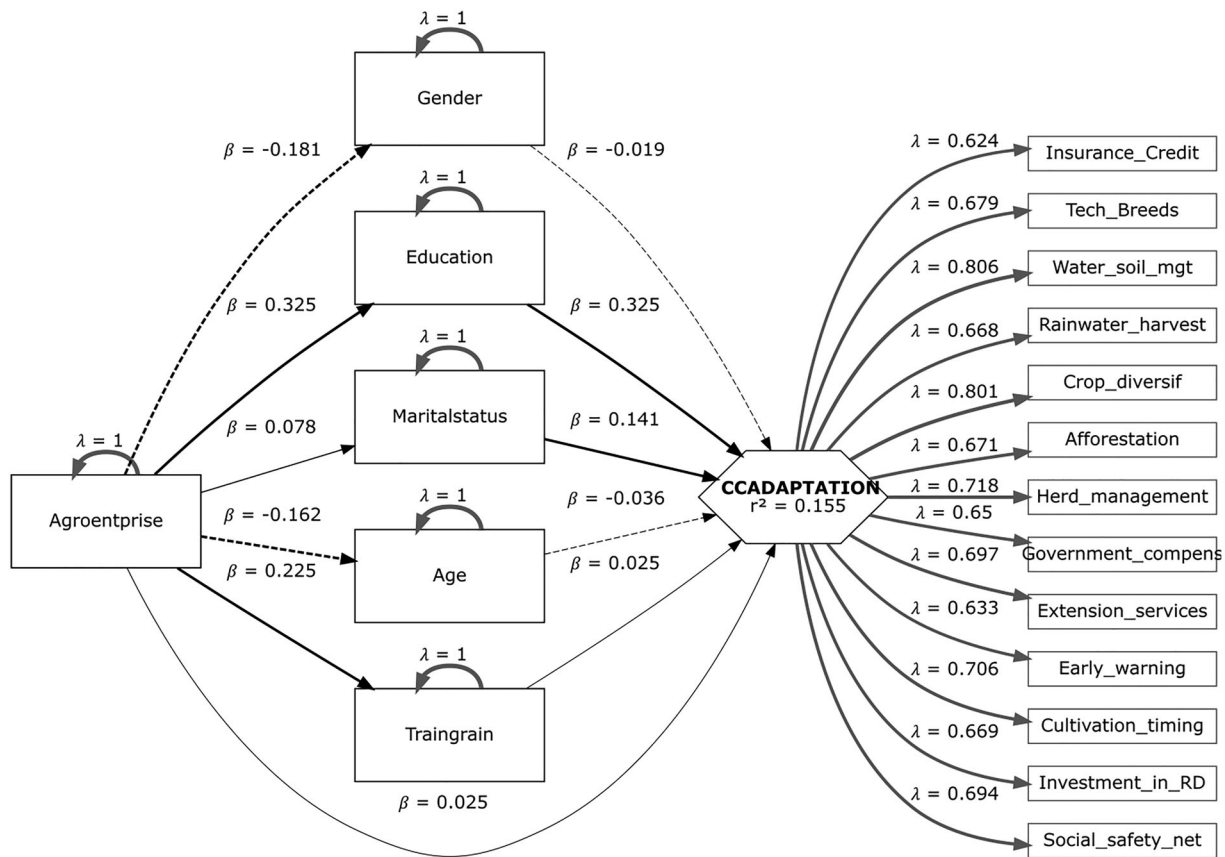 λ = 1
Gender
β = -0.181
β = -0.019
λ = 1
Education
β = 0.325
β = 0.325
λ = 1
Maritalstatus
β = 0.078
β = 0.141
λ = 1
Agroentprise
β = -0.162
β = -0.036
λ = 1
Age
β = 0.225
β = 0.025
λ = 1
Traingrain
β = 0.025
CCADAPTATION
r² = 0.155
λ = 0.624
Insurance_Credit
λ = 0.679
Tech_Breeds
λ = 0.806
Water_soil_mgt
λ = 0.668
Rainwater_harvest
λ = 0.801
Crop_diversif
λ = 0.671
Afforestation
λ = 0.718
Herd_management
λ = 0.65
Government_compens
λ = 0.697
Extension_services
λ = 0.633
Early_warning
λ = 0.706
Cultivation_timing
λ = 0.669
Investment_in_RD
λ = 0.694
Social_safety_net